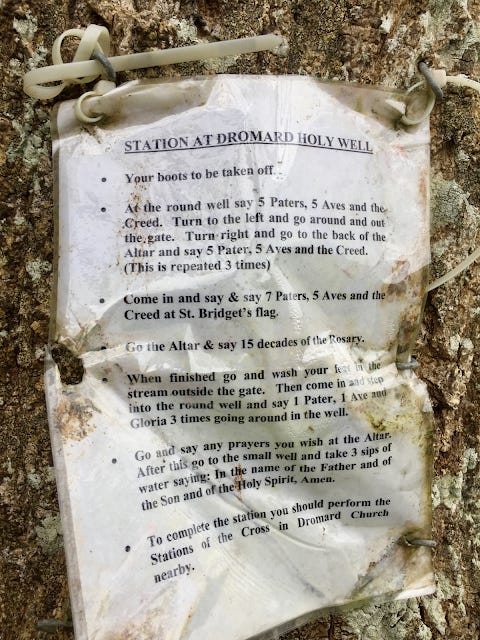 STATION AT DROMARD HOLY WELL
• Your boots to be taken off.
• At the round well say 5 Paters, 5 Aves and the
Creed. Turn to the left and go around and out
the gate. Turn right and go to the back of the
Altar and say 5 Pater, 5 Aves and the Creed.
(This is repeated 3 times)
• Come in and say & say 7 Paters, 5 Aves and the
Creed at St. Bridget's flag.
• Go the Altar & say 15 decades of the Rosary.
• When finished go and wash your feet in the
stream outside the gate. Then come in and step
into the round well and say 1 Pater, 1 Ave and
Gloria 3 times going around in the well.
• Go and say any prayers you wish at the Altar.
After this go to the small well and take 3 sips of
water saying: In the name of the Father and of
the Son and of the Holy Spirit, Amen.
• To complete the station you should perform the
Stations of the Cross in Dromard Church
nearby.